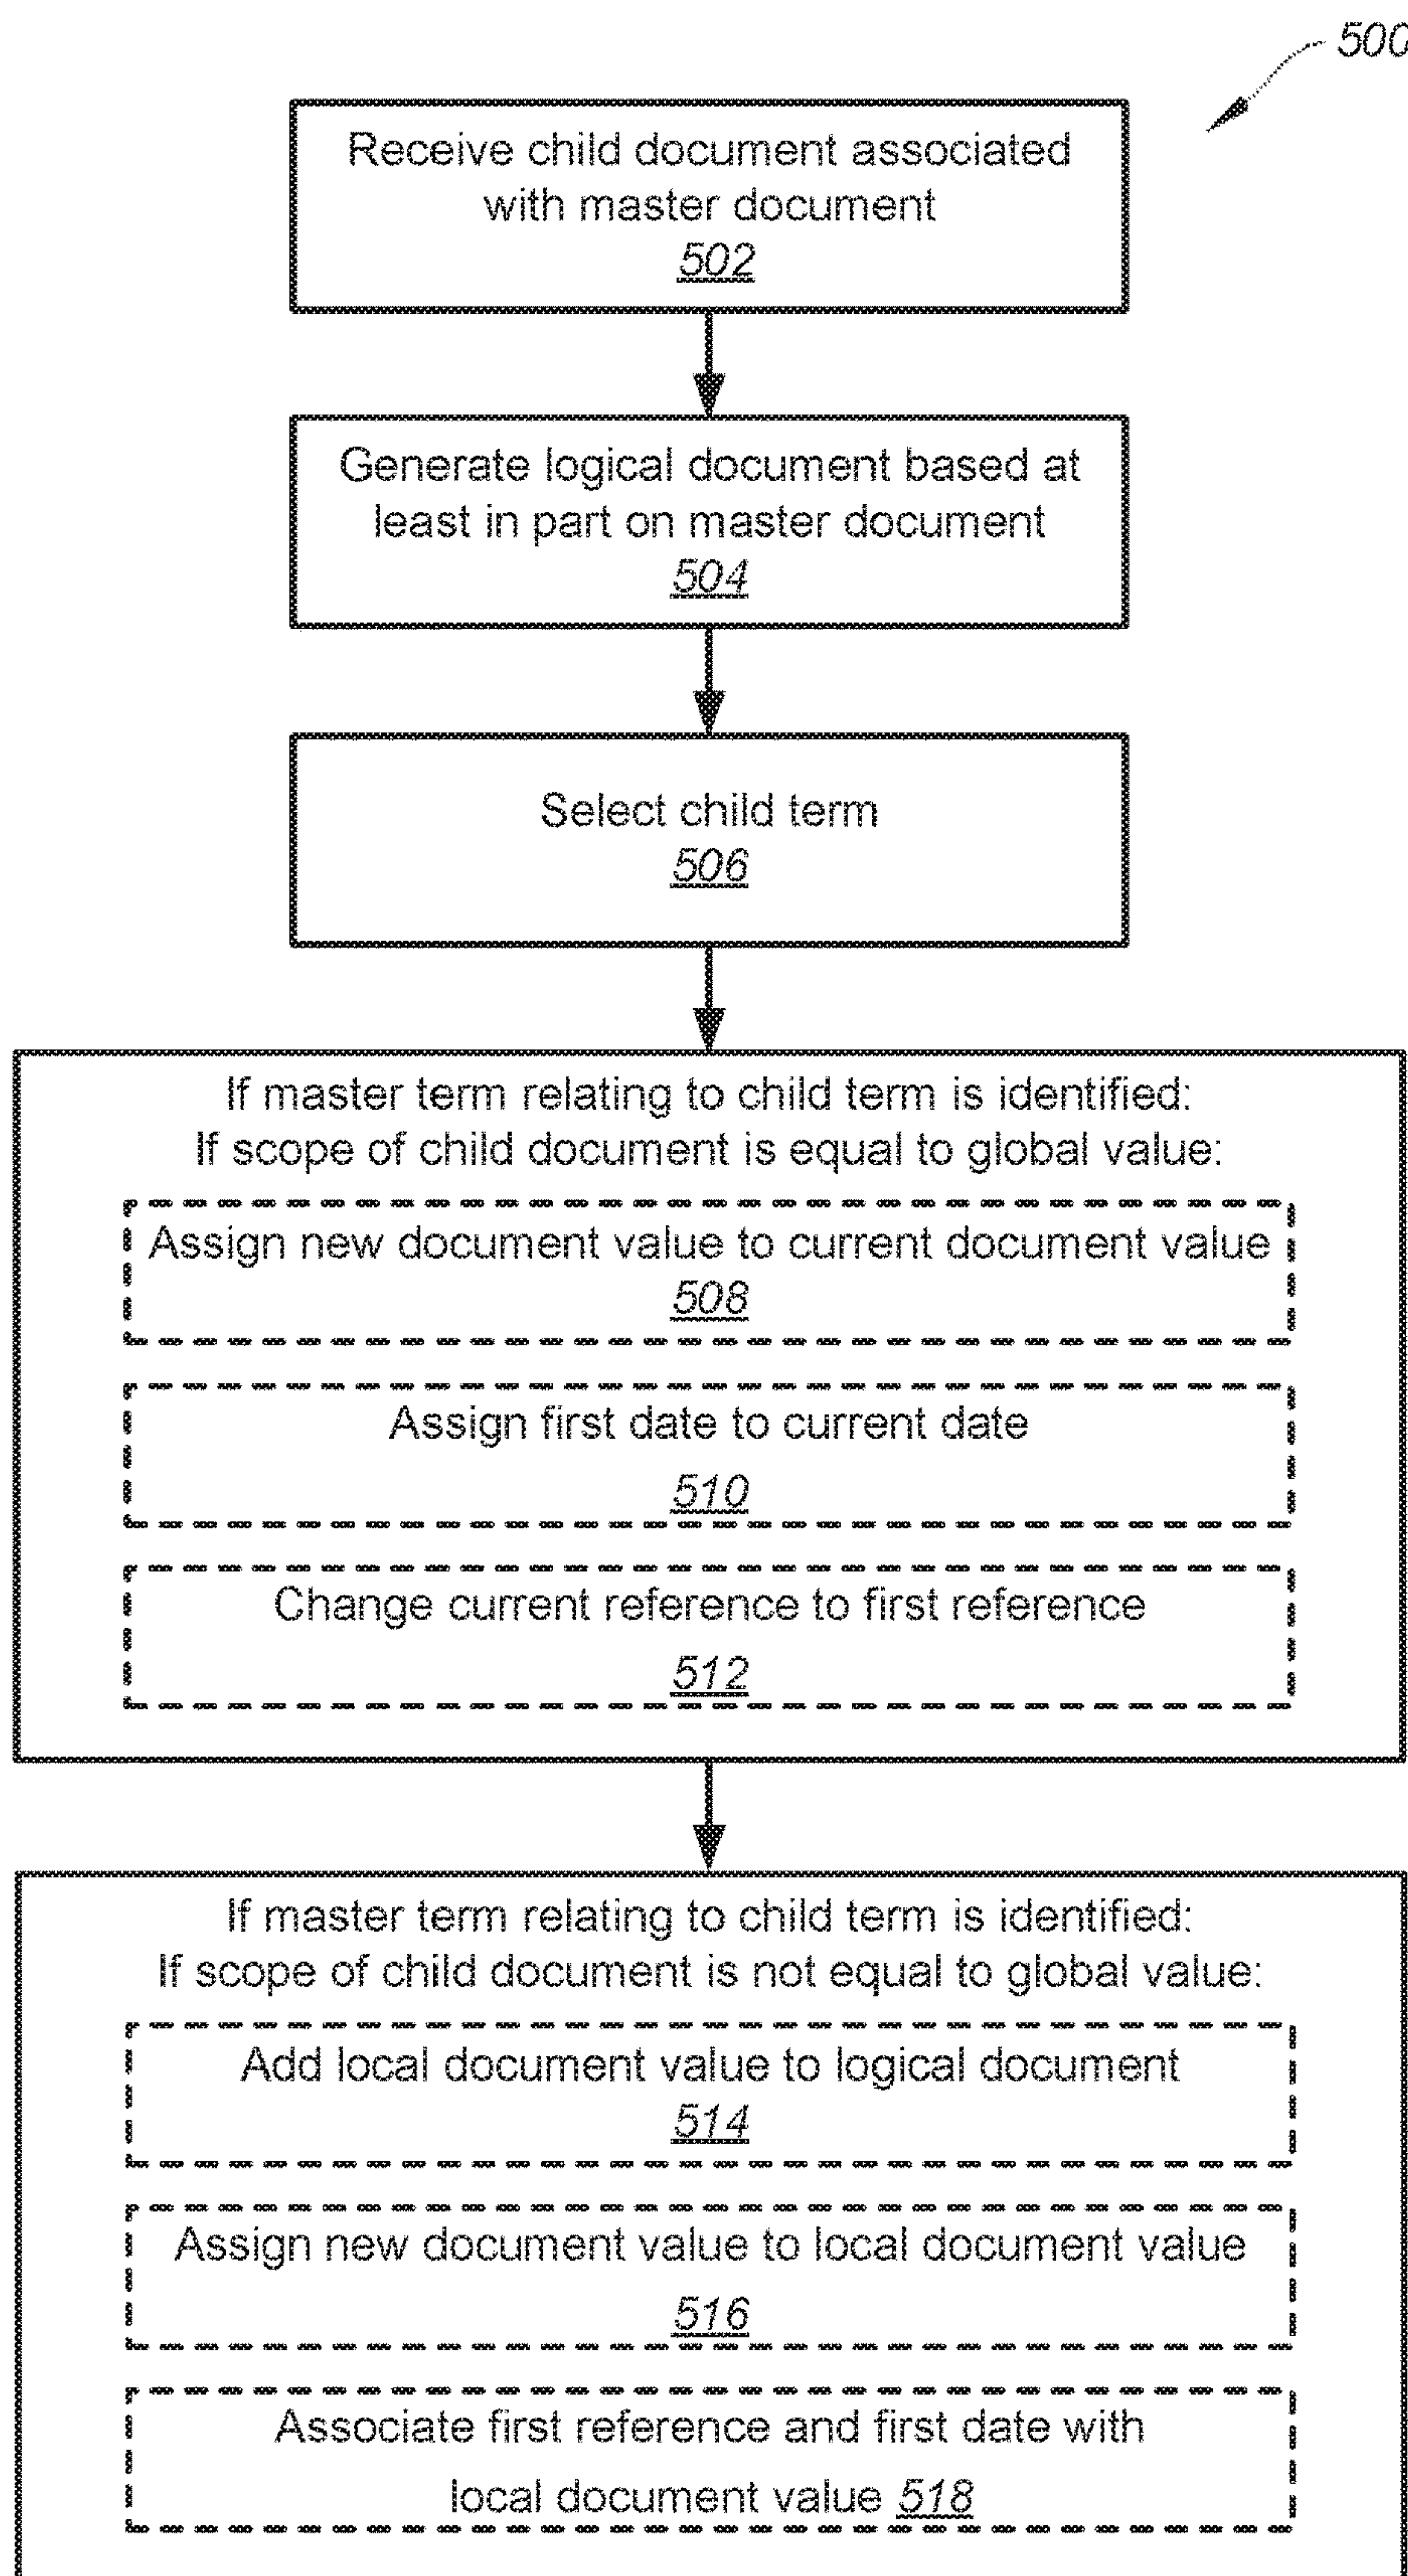 500
Receive child document associated
with master document
502
Generate logical document based at
least in part on master document
504
Select child term
506
If master term relating to child term is identified:
If scope of child document is equal to global value:
Assign new document value to current document value
508
Assign first date to current date
510
Change current reference to first reference
512
If master term relating to child term is identified:
If scope of child document is not equal to global value:
Add local document value to logical document
514
Assign new document value to local document value
516
Associate first reference and first date with
local document value 518